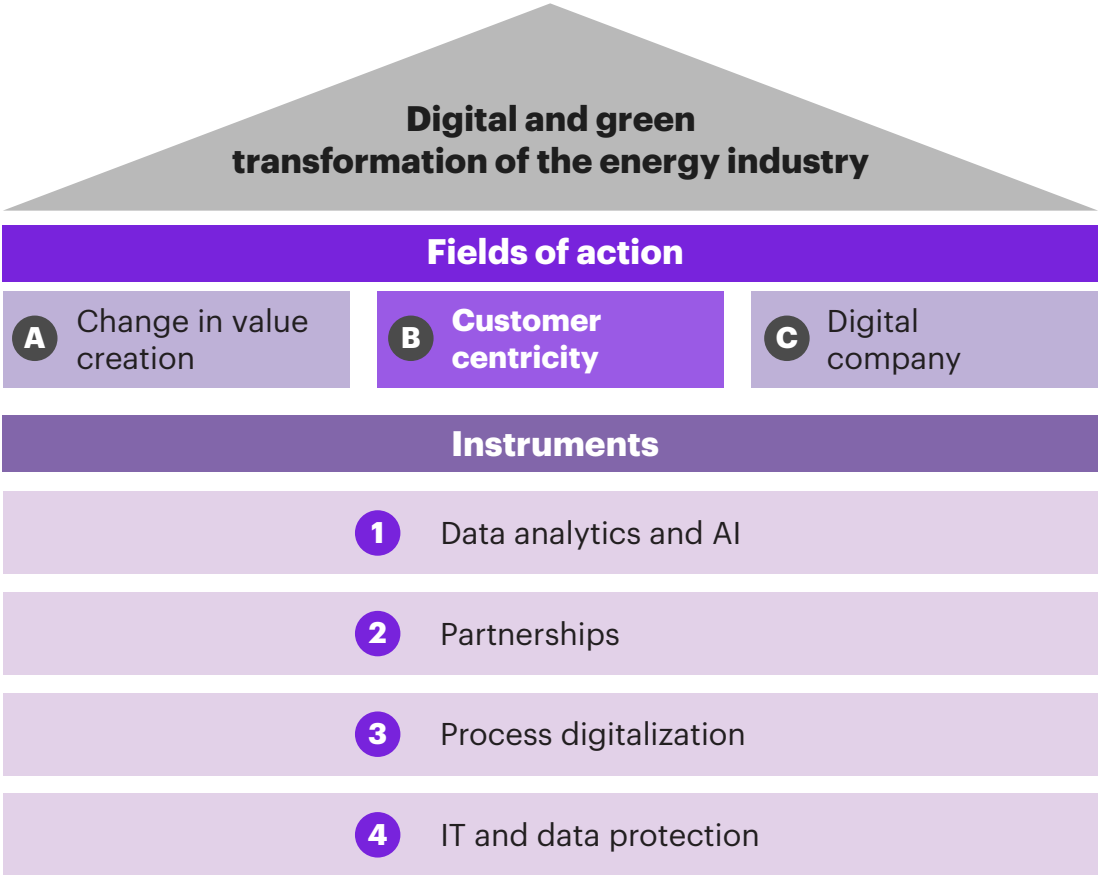 Digital and green
transformation of the energy industry
Fields of action
A
Change in value
creation
B
Customer
centricity
C
Digital
company
Instruments
1 Data analytics and AI
2 Partnerships
3 Process digitalization
4 IT and data protection